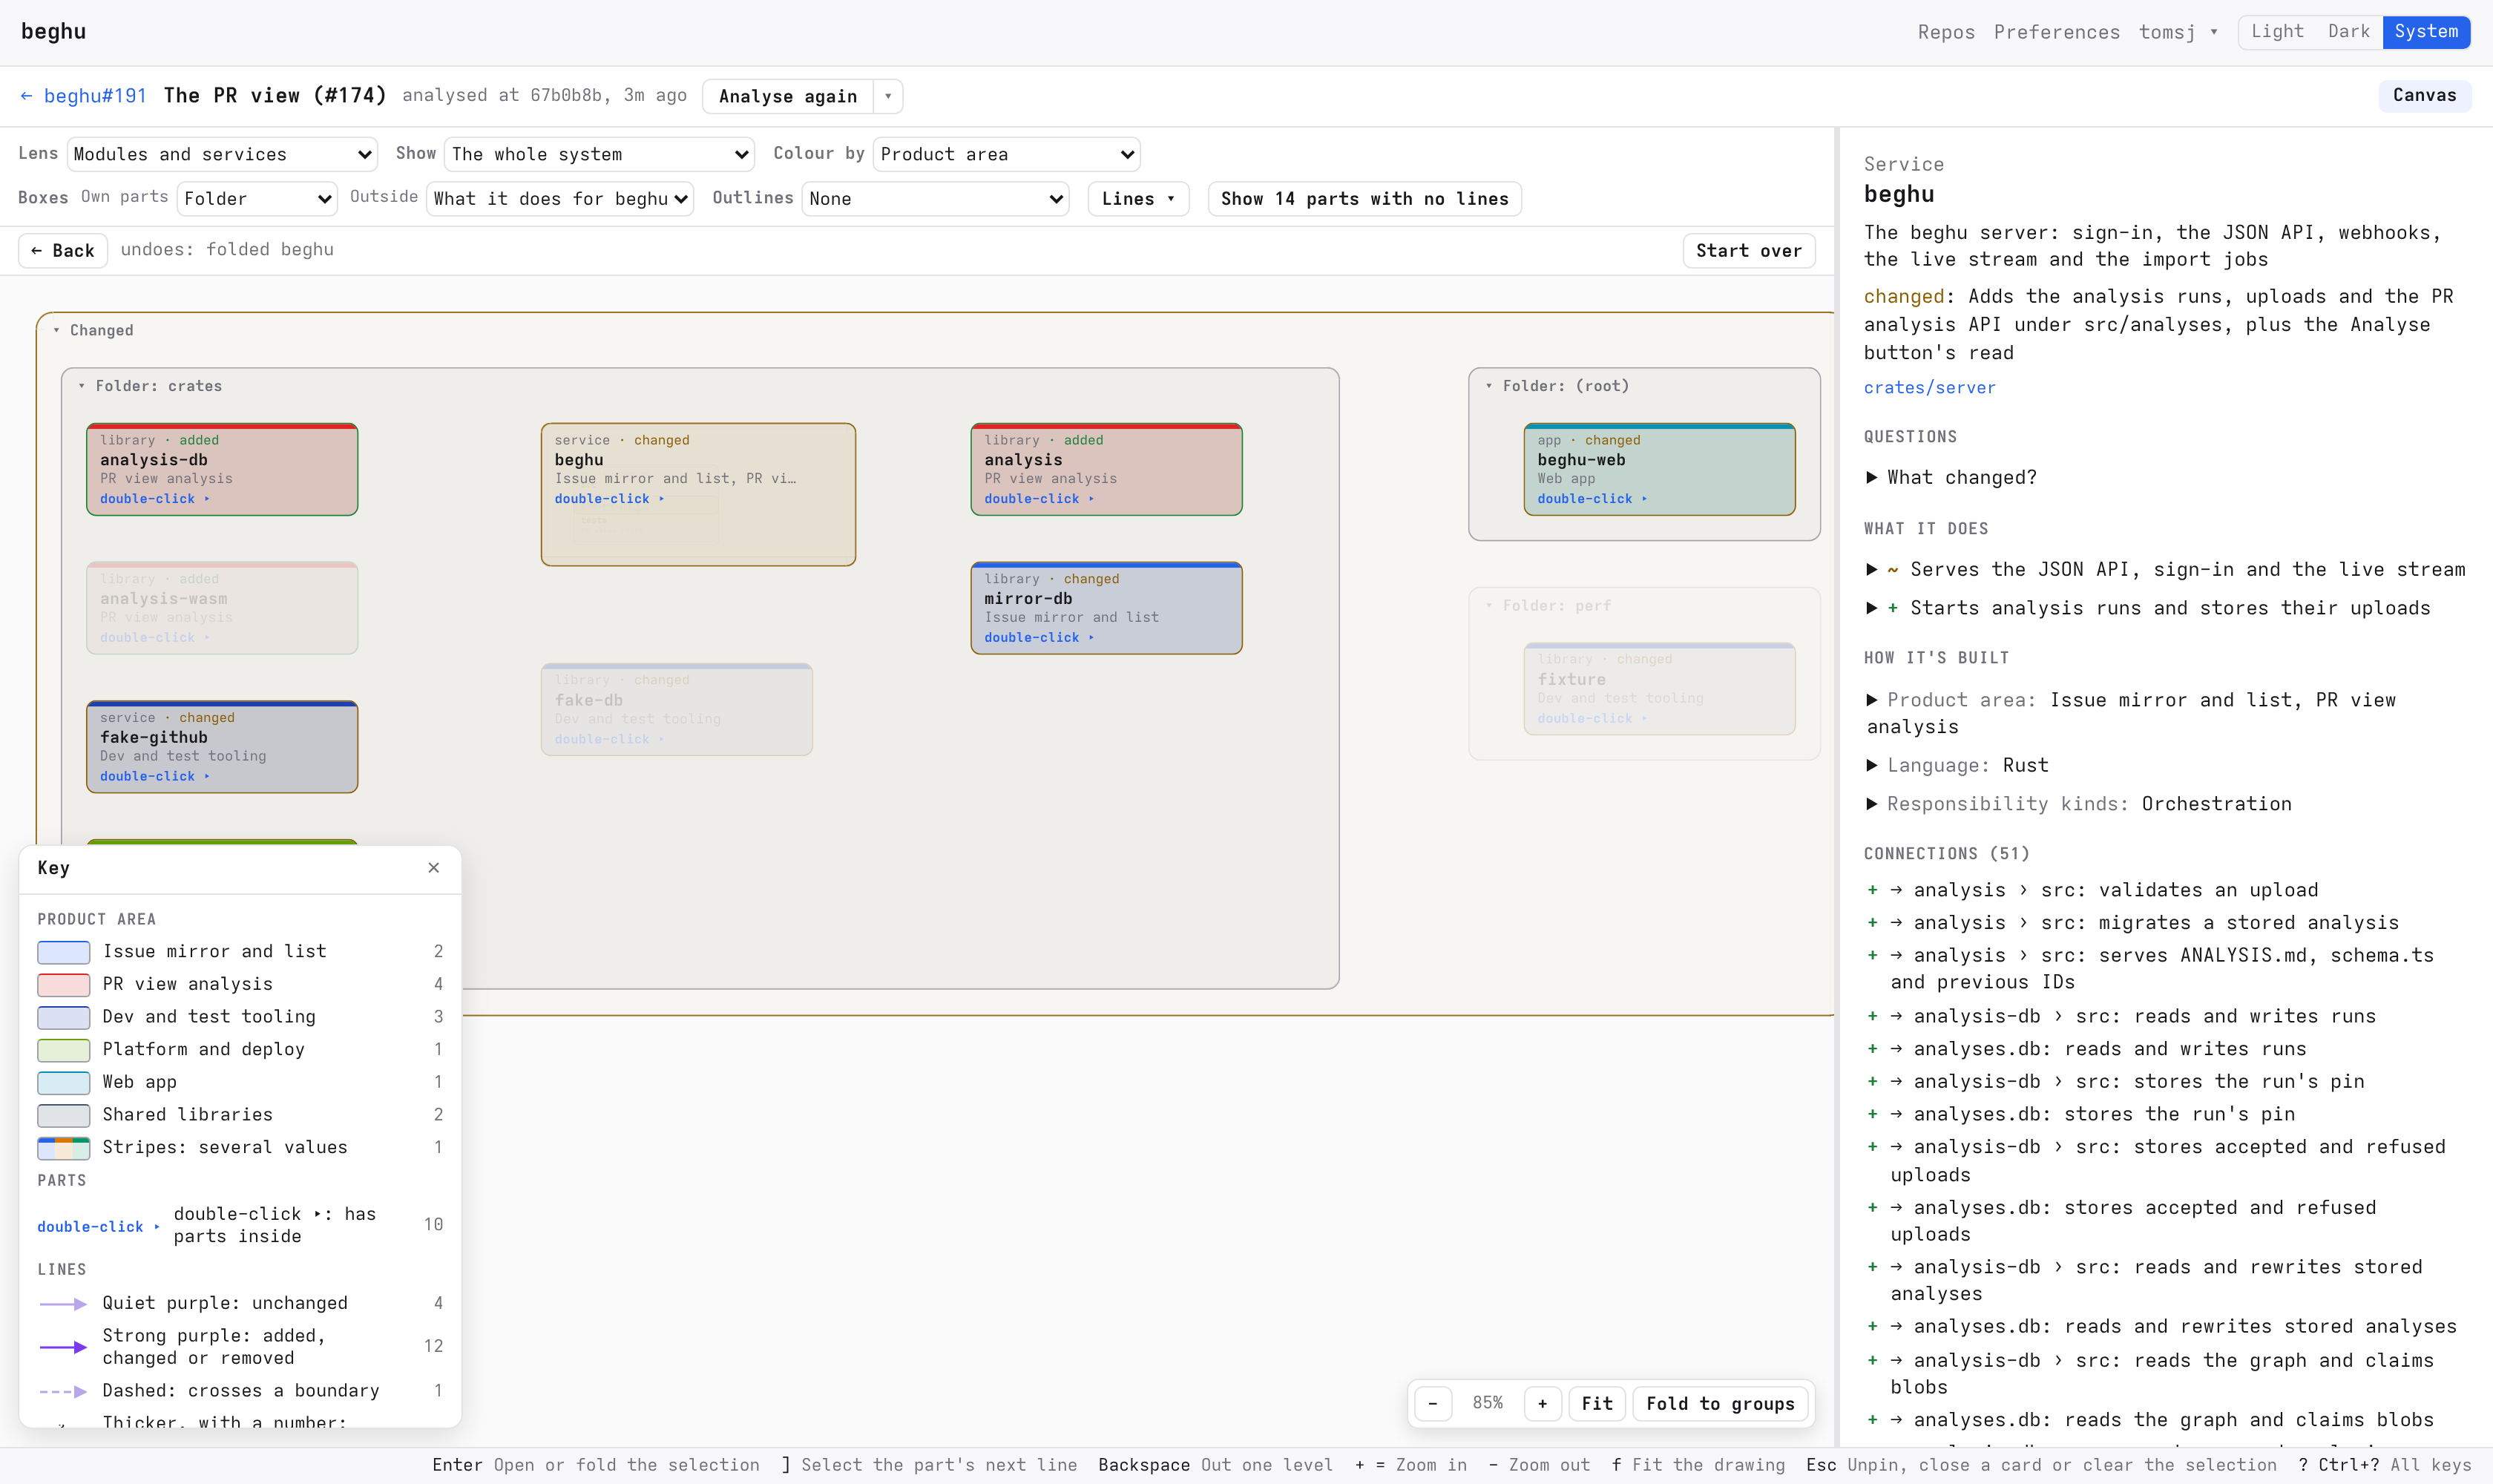 beghu
Repos Preferences tomsj ▾ Light Dark System
← beghu#191 The PR view (#174) analysed at 67b0b8b, 3m ago Analyse again ▾ Canvas
Lens Modules and services Show The whole system Colour by Product area
Boxes Own parts Folder Outside What it does for beghu Outlines None Lines ▾ Show 14 parts with no lines
← Back undoes: folded beghu Start over
▾ Changed
▾ Folder: crates
library · added
analysis-db
PR view analysis
double-click ▸
service · changed
beghu
Issue mirror and list, PR vi…
double-click ▸
library · added
analysis
PR view analysis
double-click ▸
library · added
analysis-wasm
PR view analysis
double-click ▸
library · changed
mirror-db
Issue mirror and list
double-click ▸
library · changed
fake-db
Dev and test tooling
double-click ▸
service · changed
fake-github
Dev and test tooling
double-click ▸
▾ Folder: (root)
app · changed
beghu-web
Web app
double-click ▸
▾ Folder: perf
library · changed
fixture
Dev and test tooling
double-click ▸
Key ×
PRODUCT AREA
Issue mirror and list 2
PR view analysis 4
Dev and test tooling 3
Platform and deploy 1
Web app 1
Shared libraries 2
Stripes: several values 1
PARTS
double-click ▸ double-click ▸: has
parts inside 10
LINES
Quiet purple: unchanged 4
Strong purple: added,
changed or removed 12
Dashed: crosses a boundary 1
Thicker, with a number:
− 85% + Fit Fold to groups
Service
beghu
The beghu server: sign-in, the JSON API, webhooks,
the live stream and the import jobs
changed: Adds the analysis runs, uploads and the PR
analysis API under src/analyses, plus the Analyse
button's read
crates/server
QUESTIONS
▶ What changed?
WHAT IT DOES
▶ ~ Serves the JSON API, sign-in and the live stream
▶ + Starts analysis runs and stores their uploads
HOW IT'S BUILT
▶ Product area: Issue mirror and list, PR view
analysis
▶ Language: Rust
▶ Responsibility kinds: Orchestration
CONNECTIONS (51)
+ → analysis › src: validates an upload
+ → analysis › src: migrates a stored analysis
+ → analysis › src: serves ANALYSIS.md, schema.ts
and previous IDs
+ → analysis-db › src: reads and writes runs
+ → analyses.db: reads and writes runs
+ → analysis-db › src: stores the run's pin
+ → analyses.db: stores the run's pin
+ → analysis-db › src: stores accepted and refused
uploads
+ → analyses.db: stores accepted and refused
uploads
+ → analysis-db › src: reads and rewrites stored
analyses
+ → analyses.db: reads and rewrites stored analyses
+ → analysis-db › src: reads the graph and claims
blobs
+ → analyses.db: reads the graph and claims blobs
Enter Open or fold the selection ] Select the part's next line Backspace Out one level + = Zoom in − Zoom out f Fit the drawing Esc Unpin, close a card or clear the selection ? Ctrl+? All keys